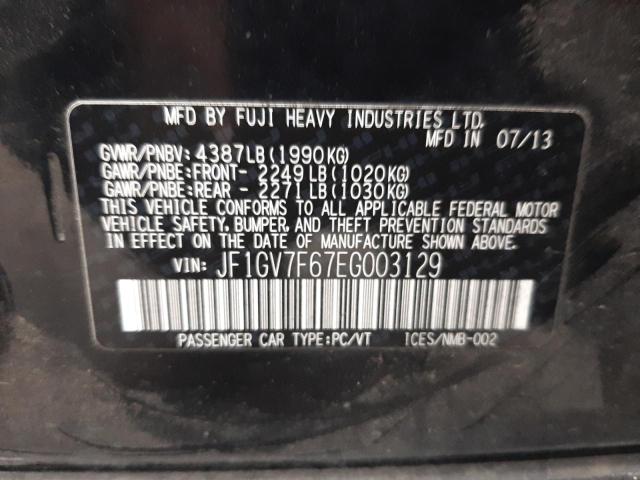 MFD BY FUJI HEAVY INDUSTRIES LTD.
MFD IN 07/13
GVWR/PNBV: 4387LB(1990KG)
GAWR/PNBE:FRONT- 2249LB(1020KG)
GAWR/PNBE:REAR - 2271LB(1030KG)
THIS VEHICLE CONFORMS TO ALL APPLICABLE FEDERAL MOTOR
VEHICLE SAFETY, BUMPER, AND THEFT PREVENTION STANDARDS
IN EFFECT ON THE DATE OF MANUFACTURE SHOWN ABOVE.
VIN: JF1GV7F67EG003129
PASSENGER CAR TYPE:PC/VT ICES/NMB-002